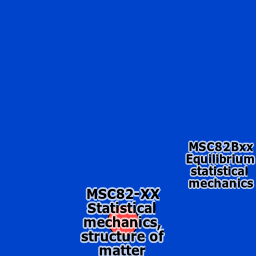 MSC82Bxx
Equilibrium
statistical
mechanics
MSC82-XX
Statistical
mechanics,
structure of
matter